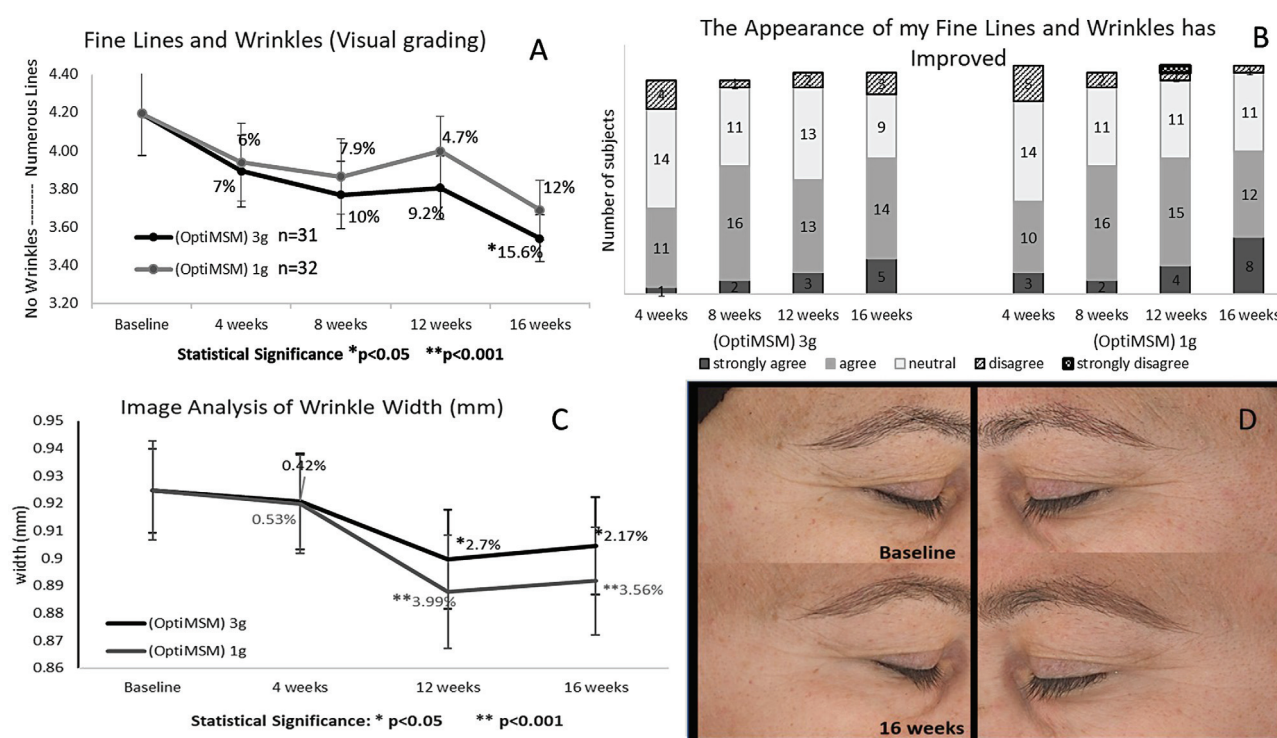 Fine Lines and Wrinkles (Visual grading)
A
No Wrinkles -------- Numerous Lines
4.40
4.20
4.00
3.80
3.60
3.40
3.20
6%
7.9%
4.7%
12%
7%
10%
9.2%
*15.6%
(OptiMSM) 3g n=31
(OptiMSM) 1g n=32
Baseline
4 weeks
8 weeks
12 weeks
16 weeks
Statistical Significance *p<0.05 **p<0.001
The Appearance of my Fine Lines and Wrinkles has
Improved
B
Number of subjects
4
14
11
1
1
11
16
2
2
13
13
3
3
9
14
5
5
14
10
3
2
11
16
2
11
15
4
1
11
12
8
4 weeks
8 weeks
12 weeks
16 weeks
4 weeks
8 weeks
12 weeks
16 weeks
(OptiMSM) 3g
(OptiMSM) 1g
strongly agree
agree
neutral
disagree
strongly disagree
Image Analysis of Wrinkle Width (mm)
C
width (mm)
0.95
0.94
0.93
0.92
0.91
0.9
0.89
0.88
0.87
0.86
0.42%
0.53%
*2.7%
*2.17%
**3.99%
**3.56%
(OptiMSM) 3g
(OptiMSM) 1g
Baseline
4 weeks
12 weeks
16 weeks
Statistical Significance: * p<0.05 ** p<0.001
D
Baseline
16 weeks